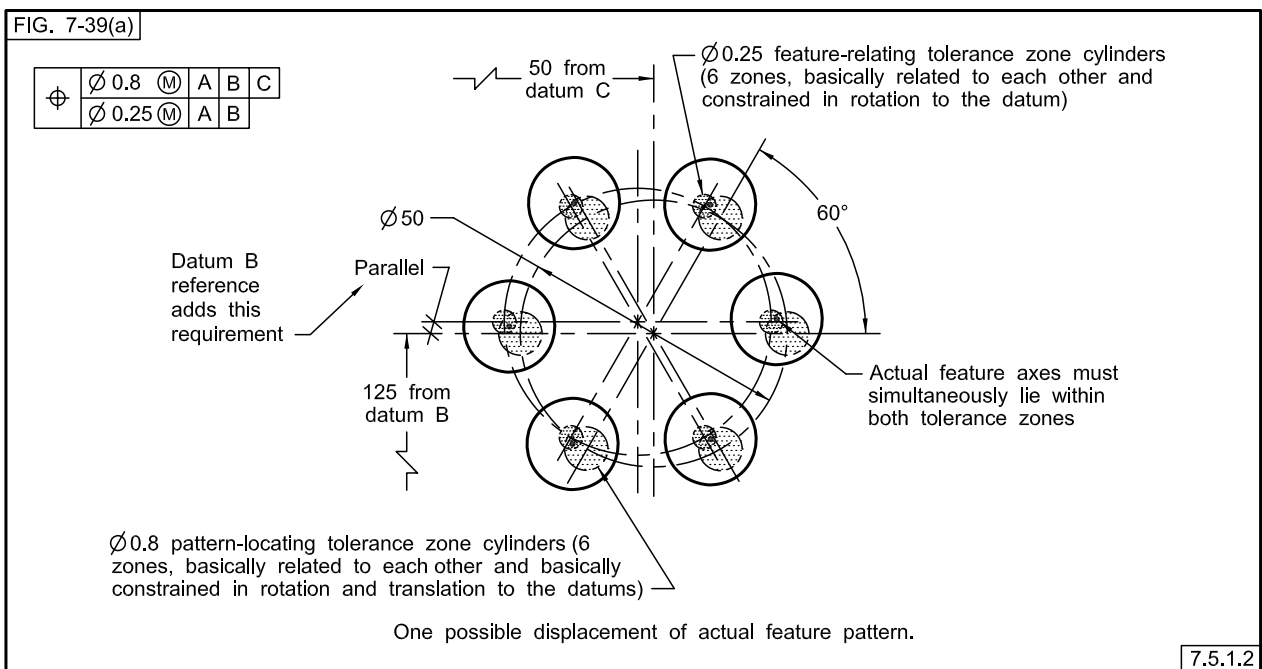 FIG. 7-39(a)
⌖ ⌀ 0.8 Ⓜ A B C
⌀ 0.25 Ⓜ A B
50 from
datum C
⌀0.25 feature-relating tolerance zone cylinders
(6 zones, basically related to each other and
constrained in rotation to the datum)
60°
⌀50
Datum B
reference
adds this
requirement
Parallel
125 from
datum B
Actual feature axes must
simultaneously lie within
both tolerance zones
⌀0.8 pattern-locating tolerance zone cylinders (6
zones, basically related to each other and basically
constrained in rotation and translation to the datums)
One possible displacement of actual feature pattern.
7.5.1.2